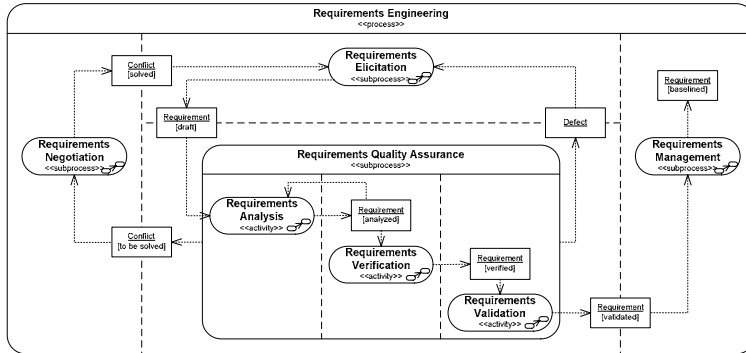 Requirements Engineering
<<process>>
Conflict
[solved]
Requirements
Elicitation
<<subprocess>>
Requirement
[baselined]
Requirement
[draft]
Defect
Requirements
Negotiation
<<subprocess>>
Requirements Quality Assurance
<<subprocess>>
Requirements
Management
<<subprocess>>
Requirements
Analysis
<<activity>>
Requirement
[analyzed]
Conflict
[to be solved]
Requirements
Verification
<<activity>>
Requirement
[verified]
Requirements
Validation
<<activity>>
Requirement
[validated]